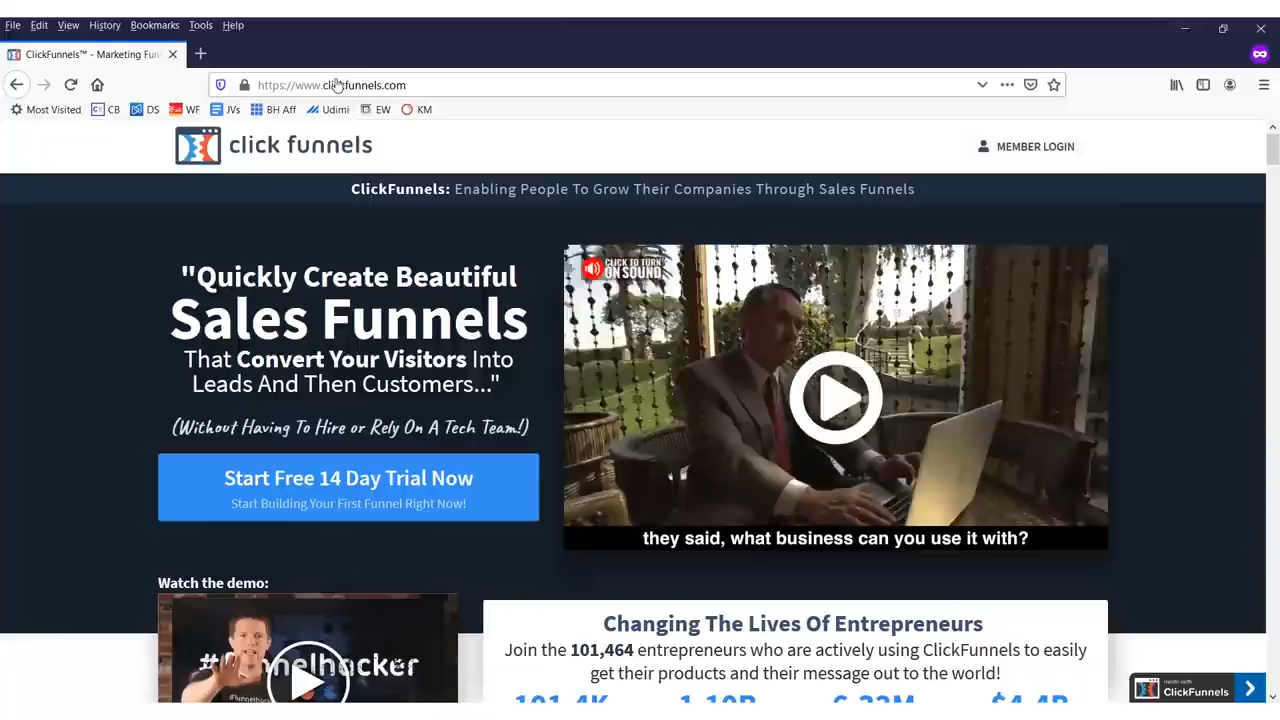 File Edit View History Bookmarks Tools Help
ClickFunnels™ - Marketing Fun
https://www.clickfunnels.com
Most Visited CB DS WF JVs BH Aff Udimi EW KM
click funnels
MEMBER LOGIN
ClickFunnels: Enabling People To Grow Their Companies Through Sales Funnels
"Quickly Create Beautiful
Sales Funnels
That Convert Your Visitors Into
Leads And Then Customers..."
(Without Having To Hire or Rely On A Tech Team!)
Start Free 14 Day Trial Now
Start Building Your First Funnel Right Now!
CLICK TO TURN
ON SOUND
they said, what business can you use it with?
Watch the demo:
Changing The Lives Of Entrepreneurs
Join the 101,464 entrepreneurs who are actively using ClickFunnels to easily
get their products and their message out to the world!
101.4K
made with
ClickFunnels